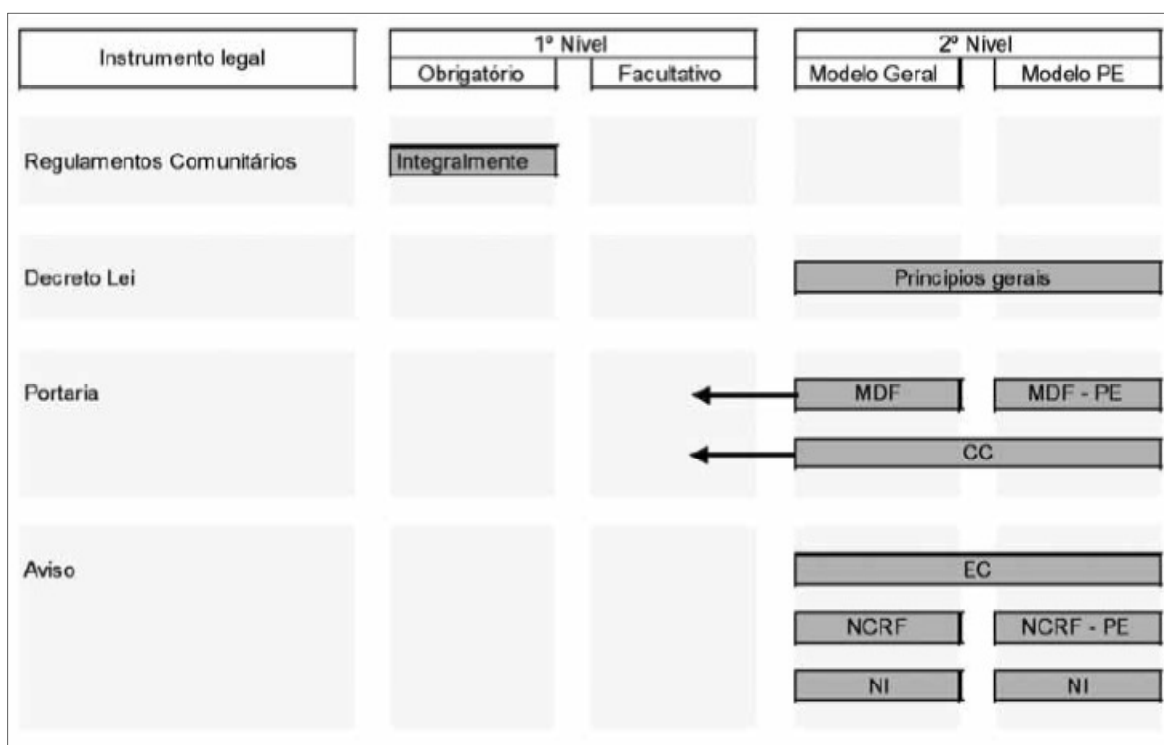 Instrumento legal
1º Nível
2º Nível
Obrigatório
Facultativo
Modelo Geral
Modelo PE
Regulamentos Comunitários
Integralmente
Decreto Lei
Princípios gerais
Portaria
MDF
MDF - PE
CC
Aviso
EC
NCRF
NCRF - PE
NI
NI